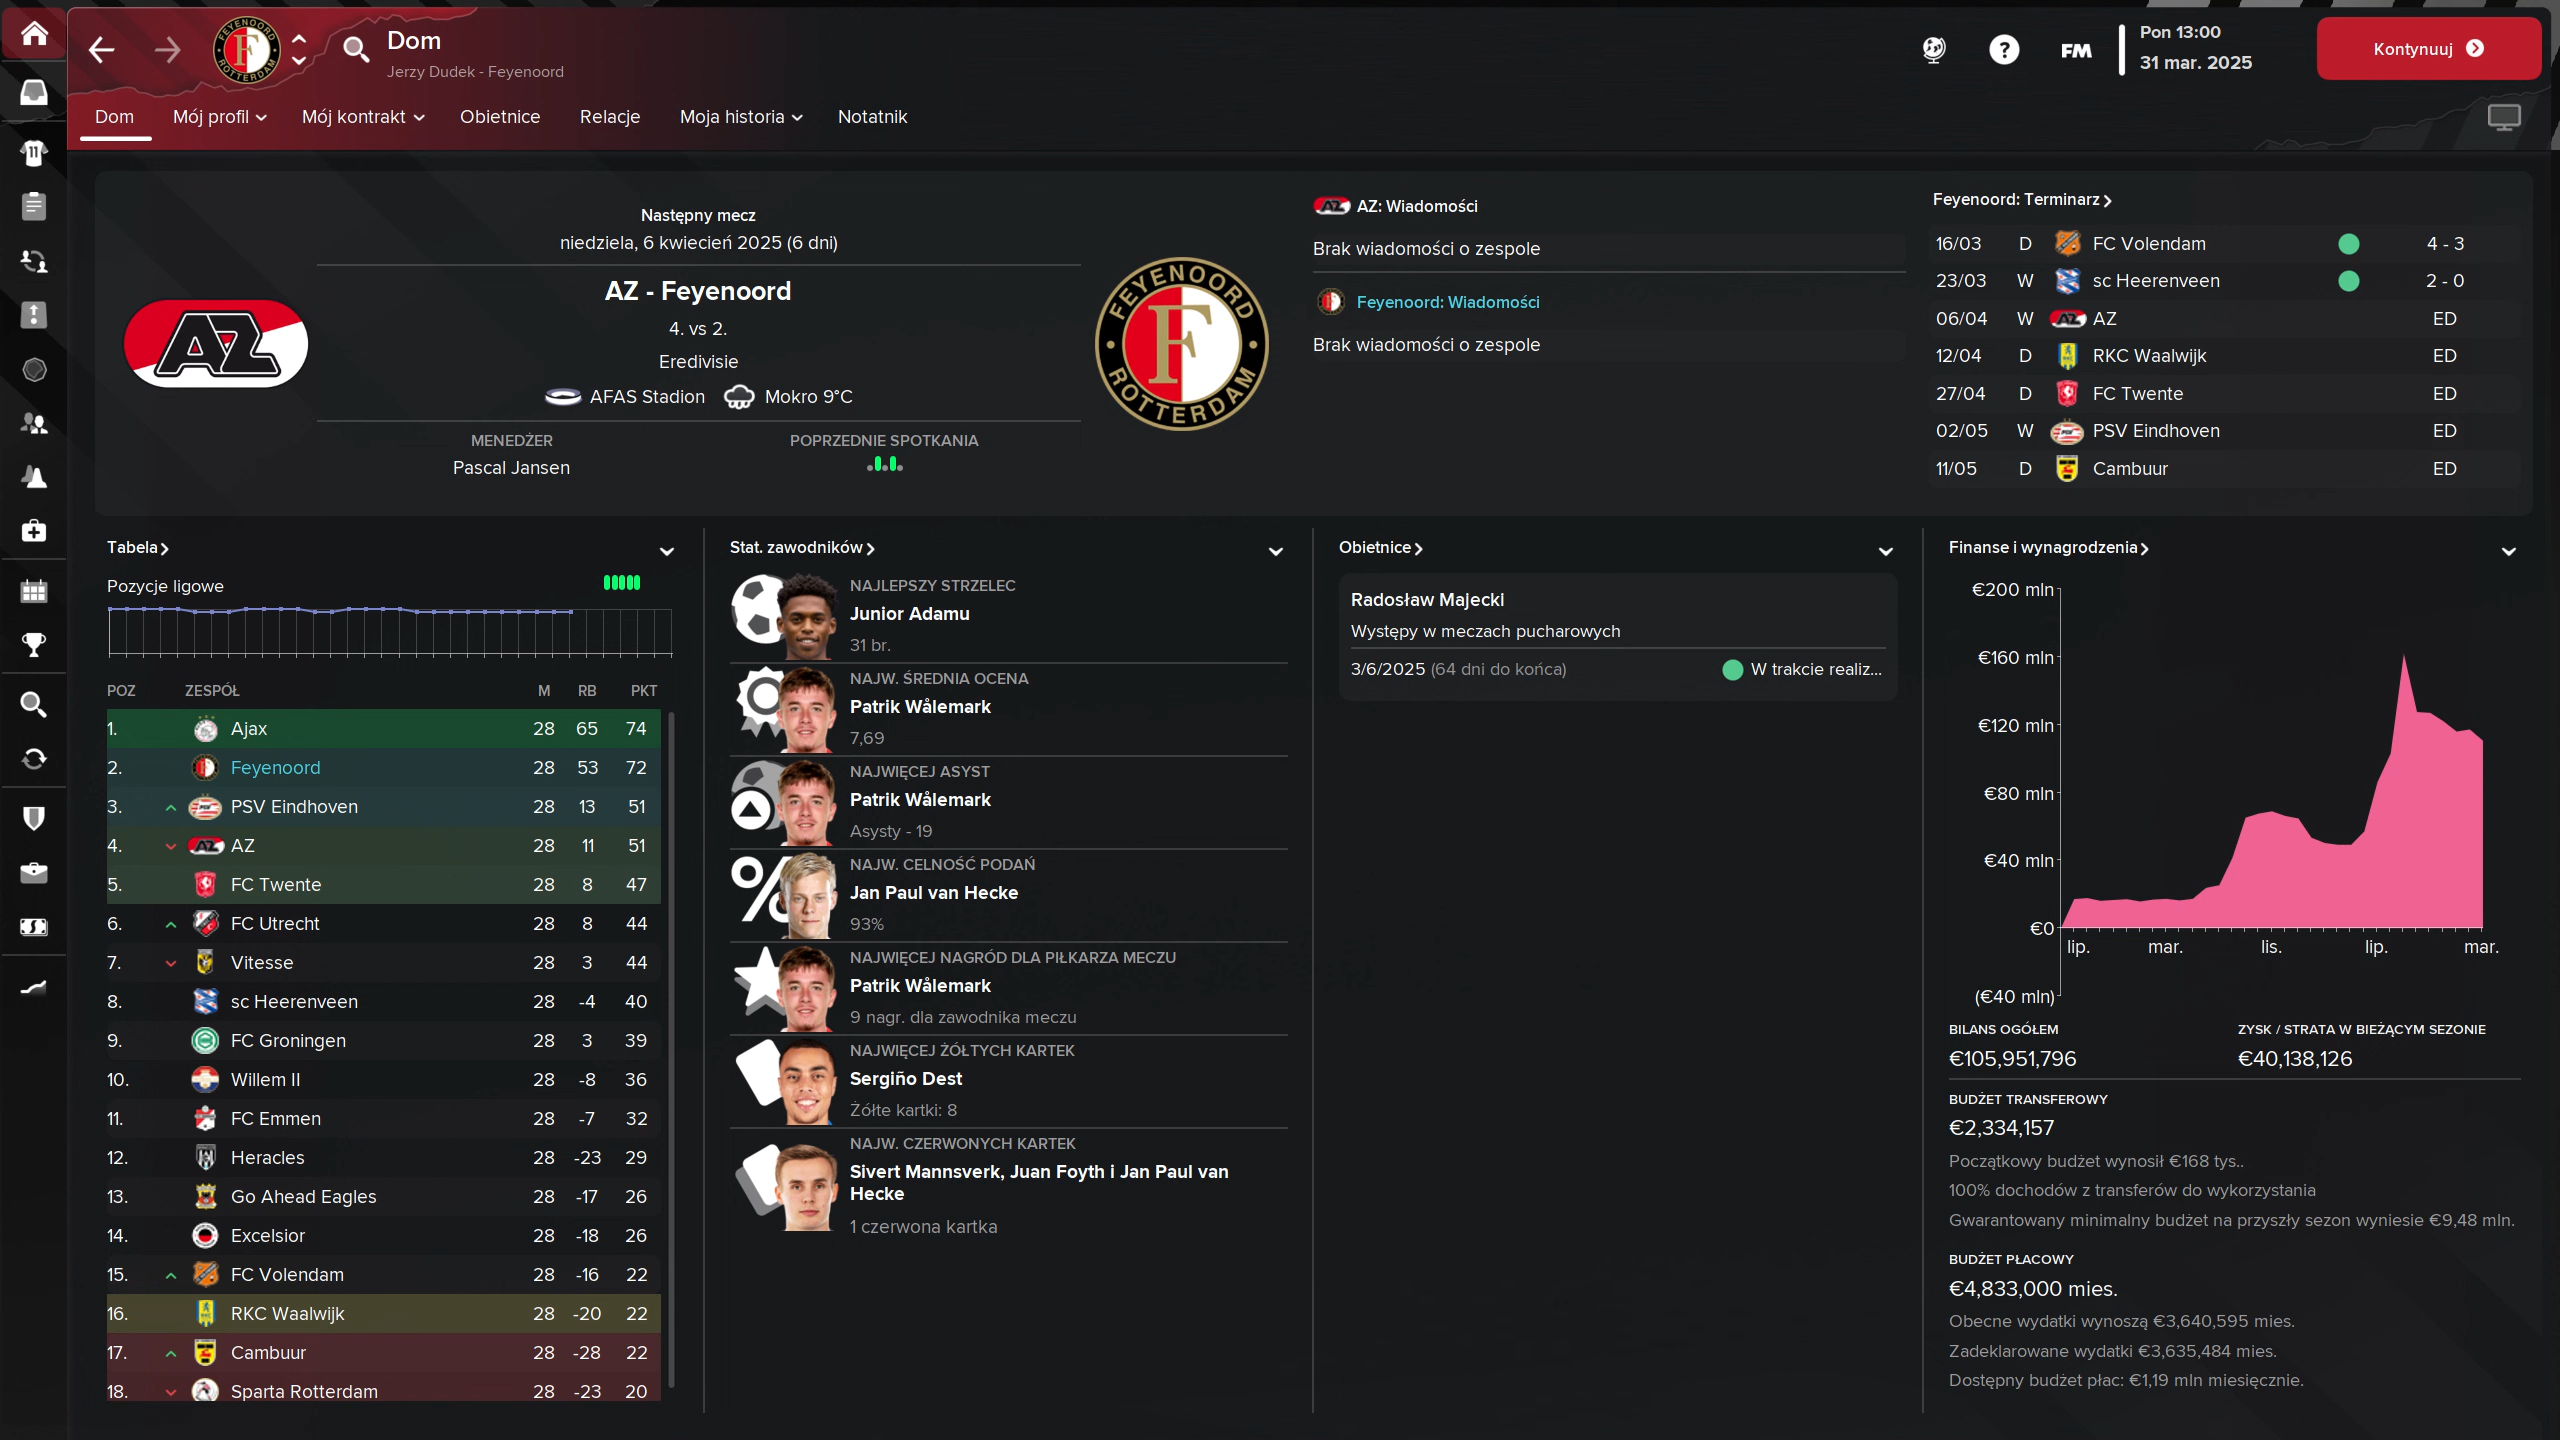 Dom
Jerzy Dudek - Feyenoord
FM
Pon 13:00
31 mar. 2025
Kontynuuj
Dom
Mój profil
Mój kontrakt
Obietnice
Relacje
Moja historia
Notatnik
Następny mecz
niedziela, 6 kwiecień 2025 (6 dni)
AZ - Feyenoord
4. vs 2.
Eredivisie
AFAS Stadion
Mokro 9°C
MENEDŻER
Pascal Jansen
POPRZEDNIE SPOTKANIA
AZ
FEYENOORD
F
ROTTERDAM
AZ: Wiadomości
Brak wiadomości o zespole
Feyenoord: Wiadomości
Brak wiadomości o zespole
Feyenoord: Terminarz
16/03 D FC Volendam 4 - 3
23/03 W sc Heerenveen 2 - 0
06/04 W AZ ED
12/04 D RKC Waalwijk ED
27/04 D FC Twente ED
02/05 W PSV Eindhoven ED
11/05 D Cambuur ED
Tabela
Pozycje ligowe
POZ ZESPÓŁ M RB PKT
1. Ajax 28 65 74
2. Feyenoord 28 53 72
3. PSV Eindhoven 28 13 51
4. AZ 28 11 51
5. FC Twente 28 8 47
6. FC Utrecht 28 8 44
7. Vitesse 28 3 44
8. sc Heerenveen 28 -4 40
9. FC Groningen 28 3 39
10. Willem II 28 -8 36
11. FC Emmen 28 -7 32
12. Heracles 28 -23 29
13. Go Ahead Eagles 28 -17 26
14. Excelsior 28 -18 26
15. FC Volendam 28 -16 22
16. RKC Waalwijk 28 -20 22
17. Cambuur 28 -28 22
18. Sparta Rotterdam 28 -23 20
Stat. zawodników
NAJLEPSZY STRZELEC
Junior Adamu
31 br.
NAJW. ŚREDNIA OCENA
Patrik Wålemark
7,69
NAJWIĘCEJ ASYST
Patrik Wålemark
Asysty - 19
NAJW. CELNOŚĆ PODAŃ
Jan Paul van Hecke
93%
NAJWIĘCEJ NAGRÓD DLA PIŁKARZA MECZU
Patrik Wålemark
9 nagr. dla zawodnika meczu
NAJWIĘCEJ ŻÓŁTYCH KARTEK
Sergiño Dest
Żółte kartki: 8
NAJW. CZERWONYCH KARTEK
Sivert Mannsverk, Juan Foyth i Jan Paul van
Hecke
1 czerwona kartka
Obietnice
Radosław Majecki
Występy w meczach pucharowych
3/6/2025 (64 dni do końca)
W trakcie realiz...
Finanse i wynagrodzenia
€200 mln
€160 mln
€120 mln
€80 mln
€40 mln
€0
(€40 mln)
lip. mar. lis. lip. mar.
BILANS OGÓŁEM
€105,951,796
ZYSK / STRATA W BIEŻĄCYM SEZONIE
€40,138,126
BUDŻET TRANSFEROWY
€2,334,157
Początkowy budżet wynosił €168 tys..
100% dochodów z transferów do wykorzystania
Gwarantowany minimalny budżet na przyszły sezon wyniesie €9,48 mln.
BUDŻET PŁACOWY
€4,833,000 mies.
Obecne wydatki wynoszą €3,640,595 mies.
Zadeklarowane wydatki €3,635,484 mies.
Dostępny budżet płac: €1,19 mln miesięcznie.